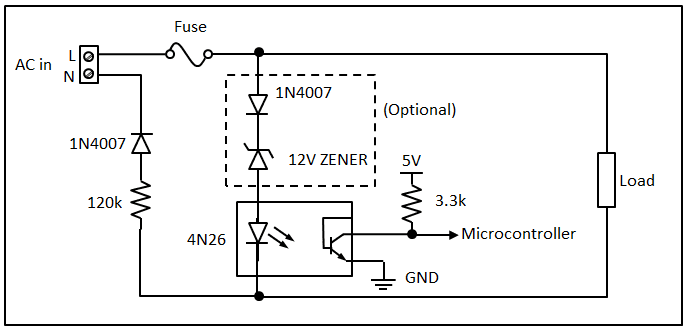 Fuse
AC in
L
N
1N4007
(Optional)
1N4007
12V ZENER
5V
120k
3.3k
Load
4N26
Microcontroller
GND